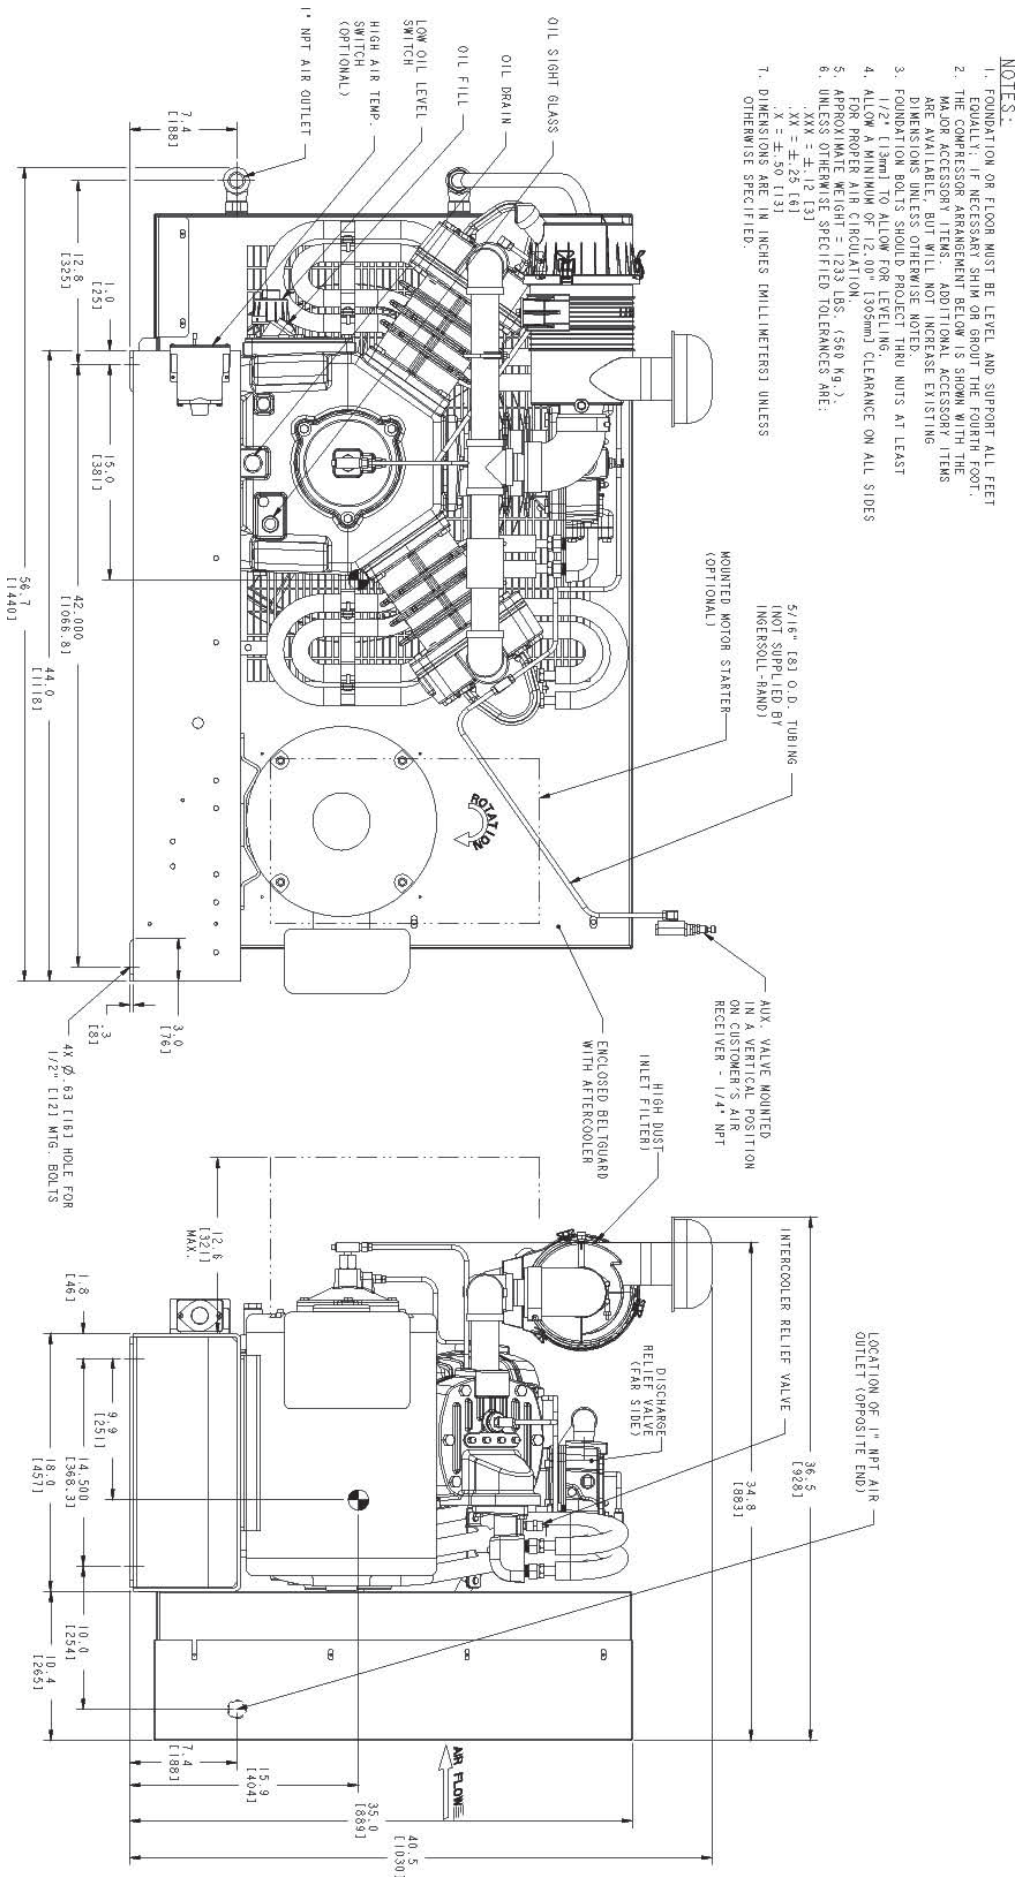 NOTES:
1. FOUNDATION OR FLOOR MUST BE LEVEL AND SUPPORT ALL FEET
EQUALLY; IF NECESSARY SHIM OR GROUT THE FOURTH FOOT.
2. THE COMPRESSOR ARRANGEMENT BELOW IS SHOWN WITH THE
MAJOR ACCESSORY ITEMS. ADDITIONAL ACCESSORY ITEMS
ARE AVAILABLE, BUT WILL NOT INCREASE EXISTING
DIMENSIONS UNLESS OTHERWISE NOTED.
3. FOUNDATION BOLTS SHOULD PROJECT THRU NUTS AT LEAST
1/2" [13mm] TO ALLOW FOR LEVELING.
4. ALLOW A MINIMUM OF 12.00" [305mm] CLEARANCE ON ALL SIDES
FOR PROPER AIR CIRCULATION.
5. APPROXIMATE WEIGHT = 1233 LBS. (560 Kg.).
6. UNLESS OTHERWISE SPECIFIED TOLERANCES ARE:
.XXX = ±.12 [3]
.XX = ±.25 [6]
.X = ±.50 [13]
7. DIMENSIONS ARE IN INCHES [MILLIMETERS] UNLESS
OTHERWISE SPECIFIED.
OIL SIGHT GLASS
OIL DRAIN
OIL FILL
LOW OIL LEVEL
SWITCH
HIGH AIR TEMP.
SWITCH
(OPTIONAL)
1" NPT AIR OUTLET
5/16" [8] O.D. TUBING
(NOT SUPPLIED BY
INGERSOLL-RAND)
MOUNTED MOTOR STARTER
(OPTIONAL)
ROTATION
AUX. VALVE MOUNTED
IN A VERTICAL POSITION
ON CUSTOMER'S AIR
RECEIVER - 1/4" NPT
ENCLOSED BELTGUARD
WITH AFTERCOOLER
7.4
[188]
12.8
[325]
1.0
[25]
15.0
[381]
42.000
[1066.8]
44.0
[1118]
56.7
[1440]
3.0
[76]
.3
[8]
4X Ø.63 [16] HOLE FOR
1/2" [12] MTG. BOLTS
HIGH DUST
INLET FILTER)
INTERCOOLER RELIEF VALVE
DISCHARGE
RELIEF VALVE
(FAR SIDE)
LOCATION OF 1" NPT AIR
OUTLET (OPPOSITE END)
36.5
[928]
34.8
[883]
12.6
[321]
MAX.
1.8
[46]
9.9
[251]
14.500
[368.3]
18.0
[457]
10.0
[254]
10.4
[265]
AIR FLOW
7.4
[188]
15.9
[404]
35.0
[889]
40.5
[1030]